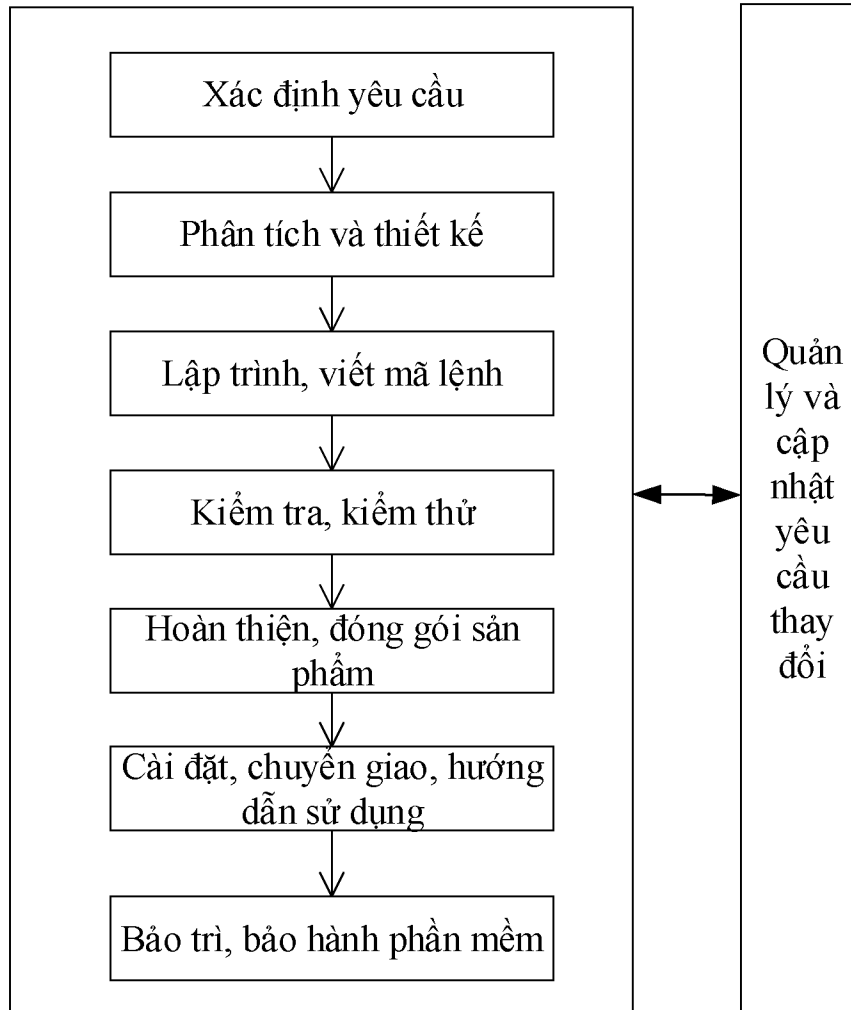 Xác định yêu cầu
Phân tích và thiết kế
Lập trình, viết mã lệnh
Kiểm tra, kiểm thử
Hoàn thiện, đóng gói sản
phẩm
Cài đặt, chuyển giao, hướng
dẫn sử dụng
Bảo trì, bảo hành phần mềm
Quản
lý và
cập
nhật
yêu
cầu
thay
đổi